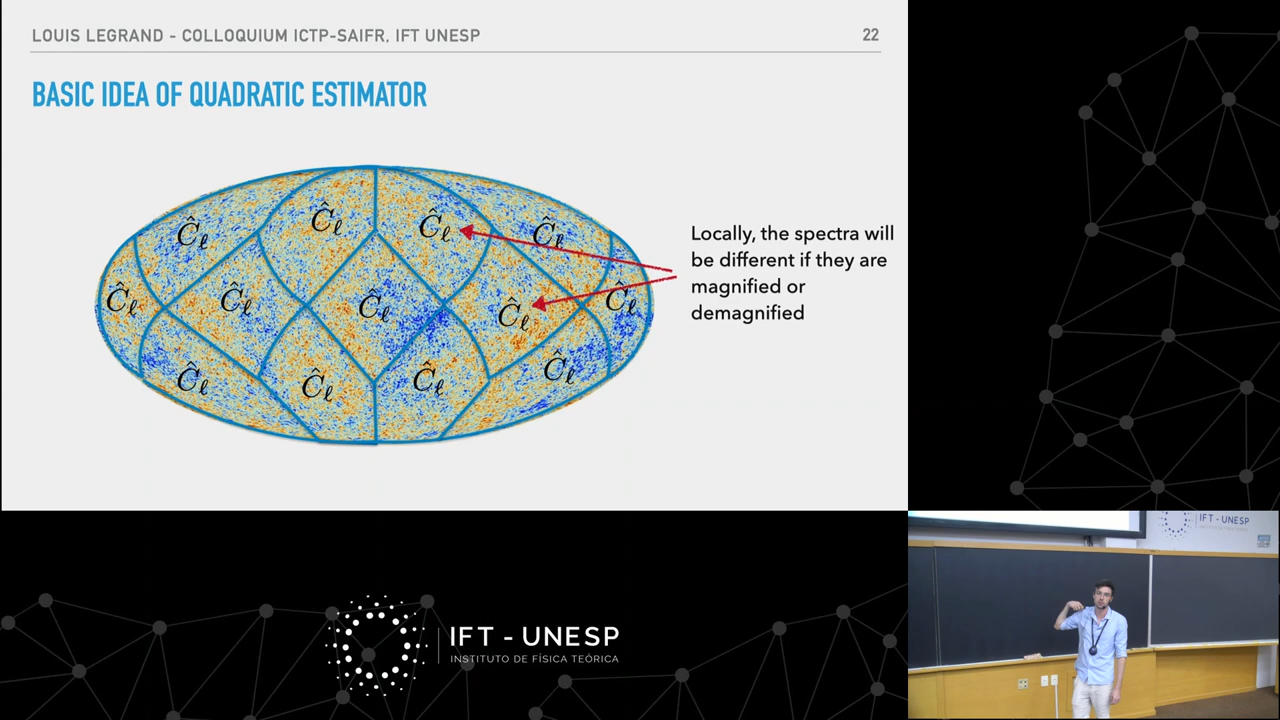 LOUIS LEGRAND - COLLOQUIUM ICTP-SAIFR, IFT UNESP 22
BASIC IDEA OF QUADRATIC ESTIMATOR
Ĉℓ Ĉℓ Ĉℓ Ĉℓ
Ĉℓ Ĉℓ Ĉℓ Ĉℓ Ĉℓ
Ĉℓ Ĉℓ Ĉℓ Ĉℓ
Locally, the spectra will
be different if they are
magnified or
demagnified
IFT - UNESP
IFT - UNESP
INSTITUTO DE FÍSICA TEÓRICA